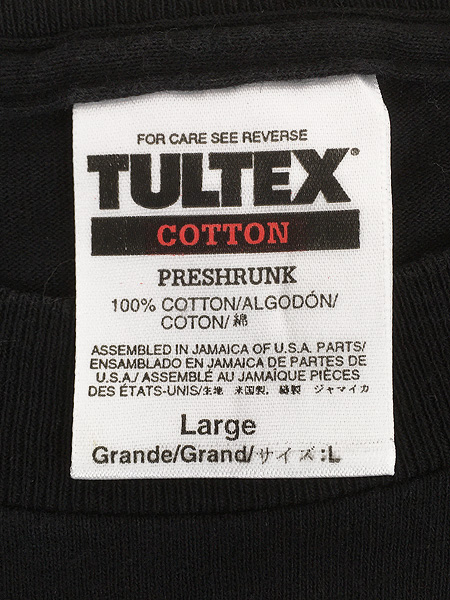 FOR CARE SEE REVERSE
TULTEX®
COTTON
PRESHRUNK
100% COTTON/ALGODÓN/
COTON/綿
ASSEMBLED IN JAMAICA OF U.S.A. PARTS/
ENSAMBLADO EN JAMAICA DE PARTES DE
U.S.A./ ASSEMBLÉ AU JAMAÏQUE PIÈCES
DES ÉTATS-UNIS/生地 米国製, 縫製 ジャマイカ
Large
Grande/Grand/サイズ:L